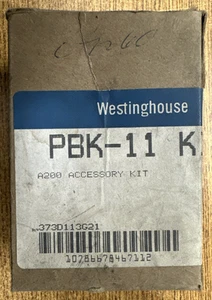 Westinghouse
PBK-11 K
A200 ACCESSORY KIT
373D113G21
10786678467112